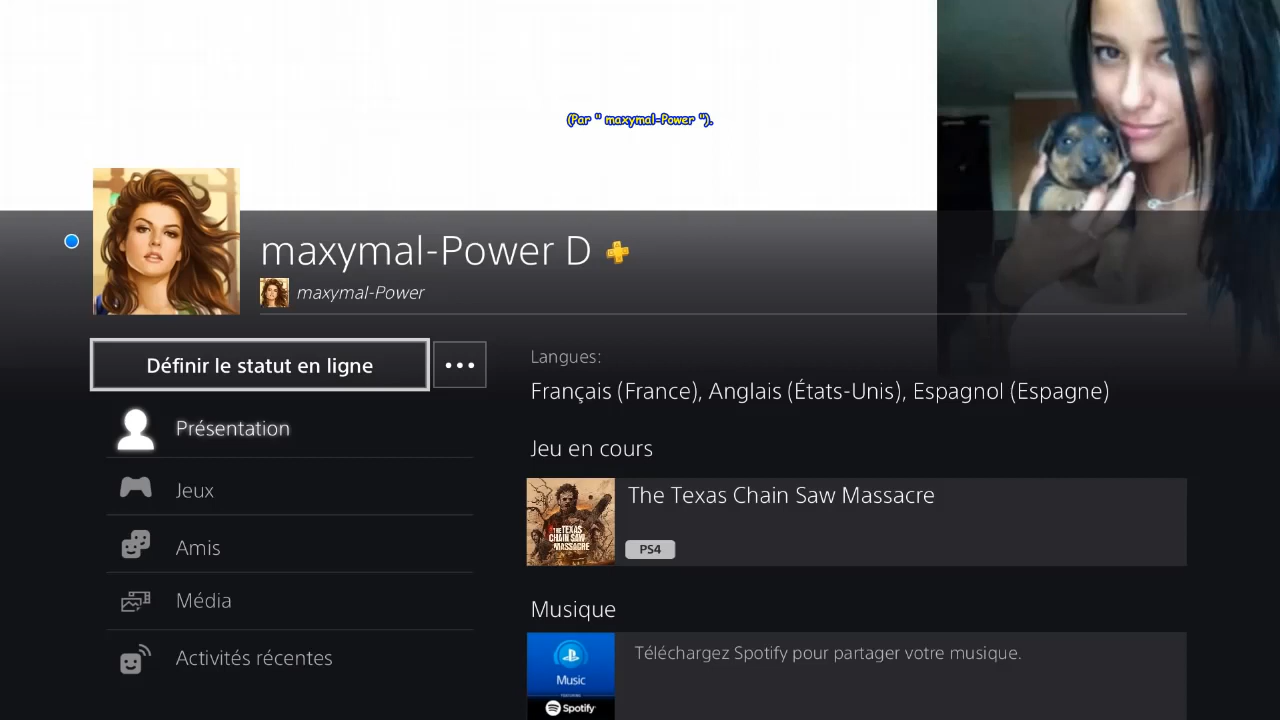 (Par " maxymal-Power ").
maxymal-Power D
maxymal-Power
Définir le statut en ligne
Présentation
Jeux
Amis
Média
Activités récentes
Langues:
Français (France), Anglais (États-Unis), Espagnol (Espagne)
Jeu en cours
THE TEXAS
CHAIN SAW
MASSACRE
The Texas Chain Saw Massacre
PS4
Musique
Music
Spotify
Téléchargez Spotify pour partager votre musique.